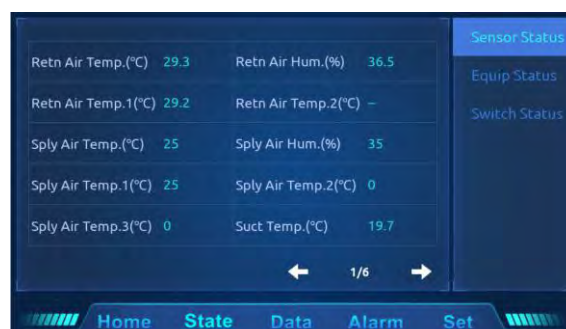 Retn Air Temp.(℃) 29.3 Retn Air Hum.(%) 36.5
Retn Air Temp.1(℃) 29.2 Retn Air Temp.2(℃) –
Sply Air Temp.(℃) 25 Sply Air Hum.(%) 35
Sply Air Temp.1(℃) 25 Sply Air Temp.2(℃) 0
Sply Air Temp.3(℃) 0 Suct Temp.(℃) 19.7
1/6
Sensor Status
Equip Status
Switch Status
Home State Data Alarm Set